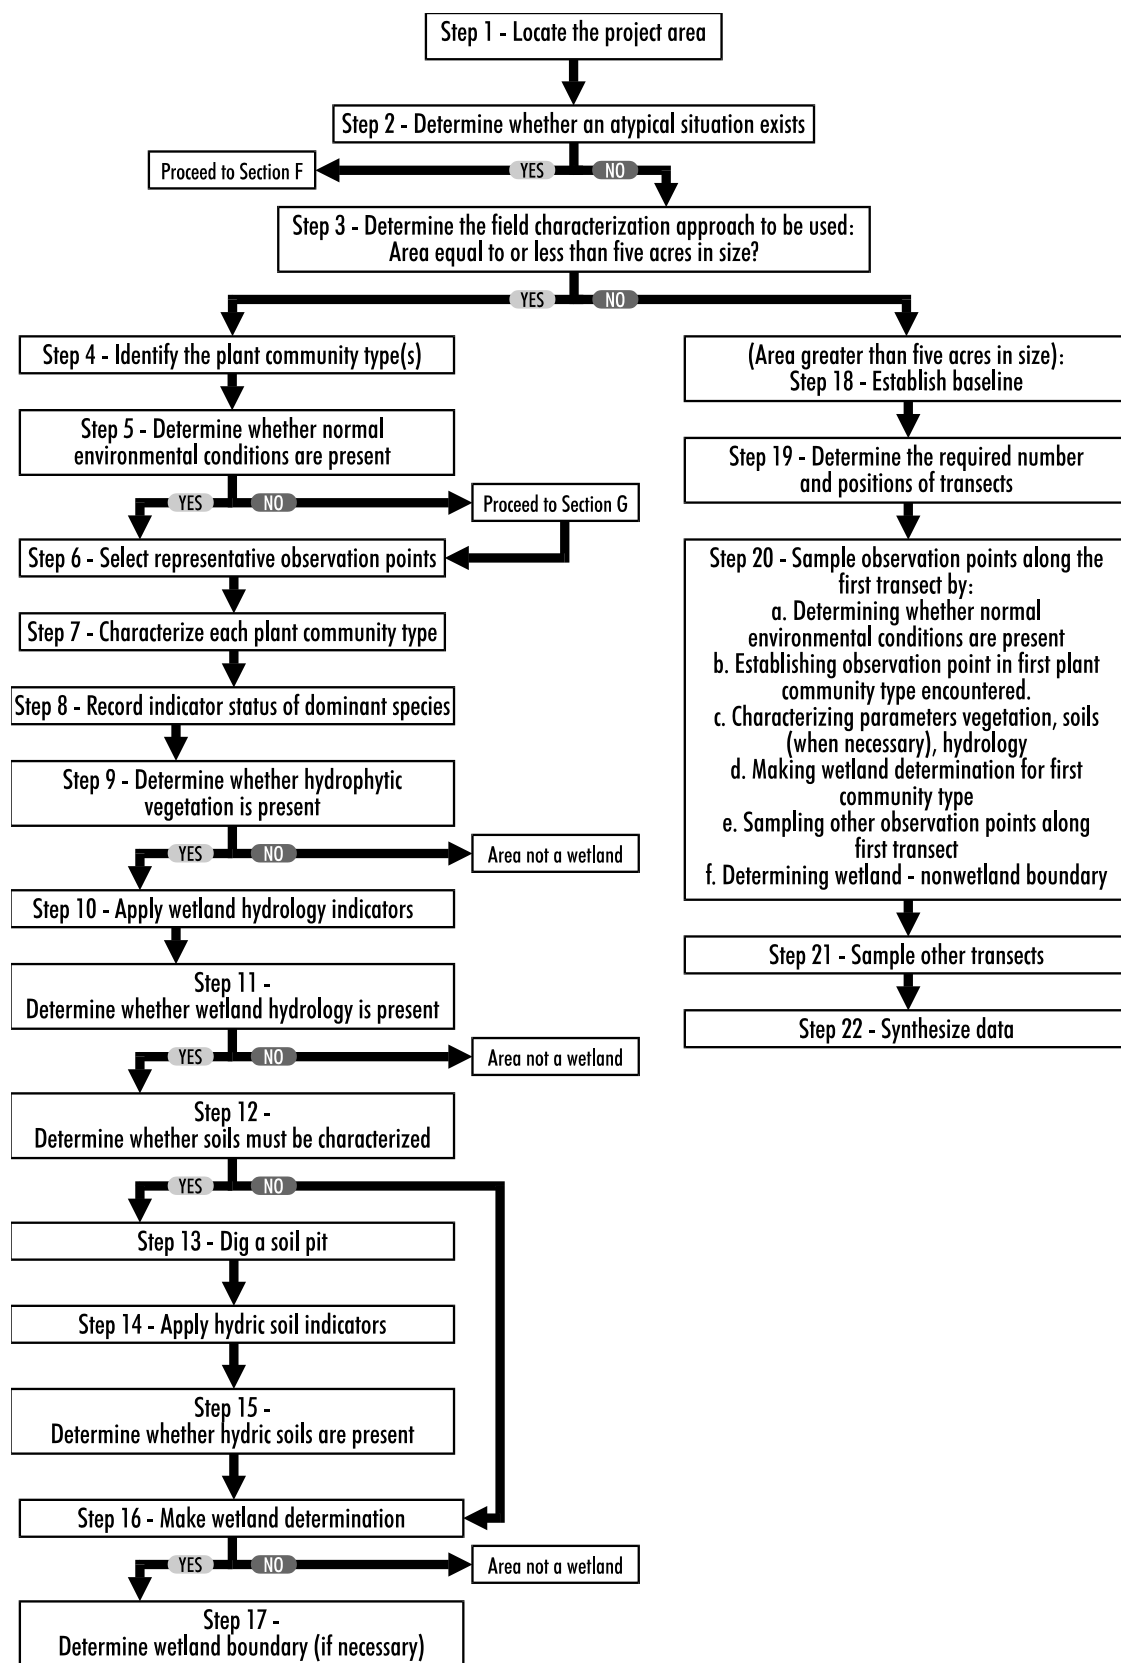 Step 1 - Locate the project area
Step 2 - Determine whether an atypical situation exists
Proceed to Section F
YES
NO
Step 3 - Determine the field characterization approach to be used:
Area equal to or less than five acres in size?
YES
NO
Step 4 - Identify the plant community type(s)
Step 5 - Determine whether normal
environmental conditions are present
YES
NO
Proceed to Section G
Step 6 - Select representative observation points
Step 7 - Characterize each plant community type
Step 8 - Record indicator status of dominant species
Step 9 - Determine whether hydrophytic
vegetation is present
YES
NO
Area not a wetland
Step 10 - Apply wetland hydrology indicators
Step 11 -
Determine whether wetland hydrology is present
YES
NO
Area not a wetland
Step 12 -
Determine whether soils must be characterized
YES
NO
Step 13 - Dig a soil pit
Step 14 - Apply hydric soil indicators
Step 15 -
Determine whether hydric soils are present
Step 16 - Make wetland determination
YES
NO
Area not a wetland
Step 17 -
Determine wetland boundary (if necessary)
(Area greater than five acres in size):
Step 18 - Establish baseline
Step 19 - Determine the required number
and positions of transects
Step 20 - Sample observation points along the
first transect by:
a. Determining whether normal
environmental conditions are present
b. Establishing observation point in first plant
community type encountered.
c. Characterizing parameters vegetation, soils
(when necessary), hydrology
d. Making wetland determination for first
community type
e. Sampling other observation points along
first transect
f. Determining wetland - nonwetland boundary
Step 21 - Sample other transects
Step 22 - Synthesize data